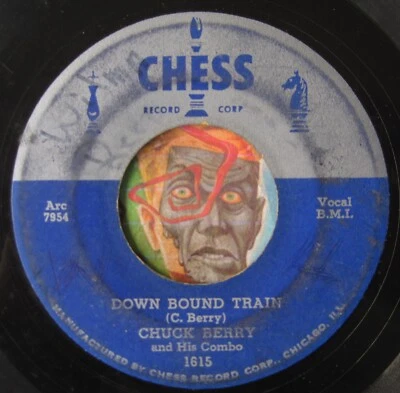 CHESS
RECORD CORP
Arc
7954
Vocal
B.M.I.
DOWN BOUND TRAIN
(C. Berry)
CHUCK BERRY
and His Combo
1615
MANUFACTURED BY CHESS RECORD CORP., CHICAGO, ILL.